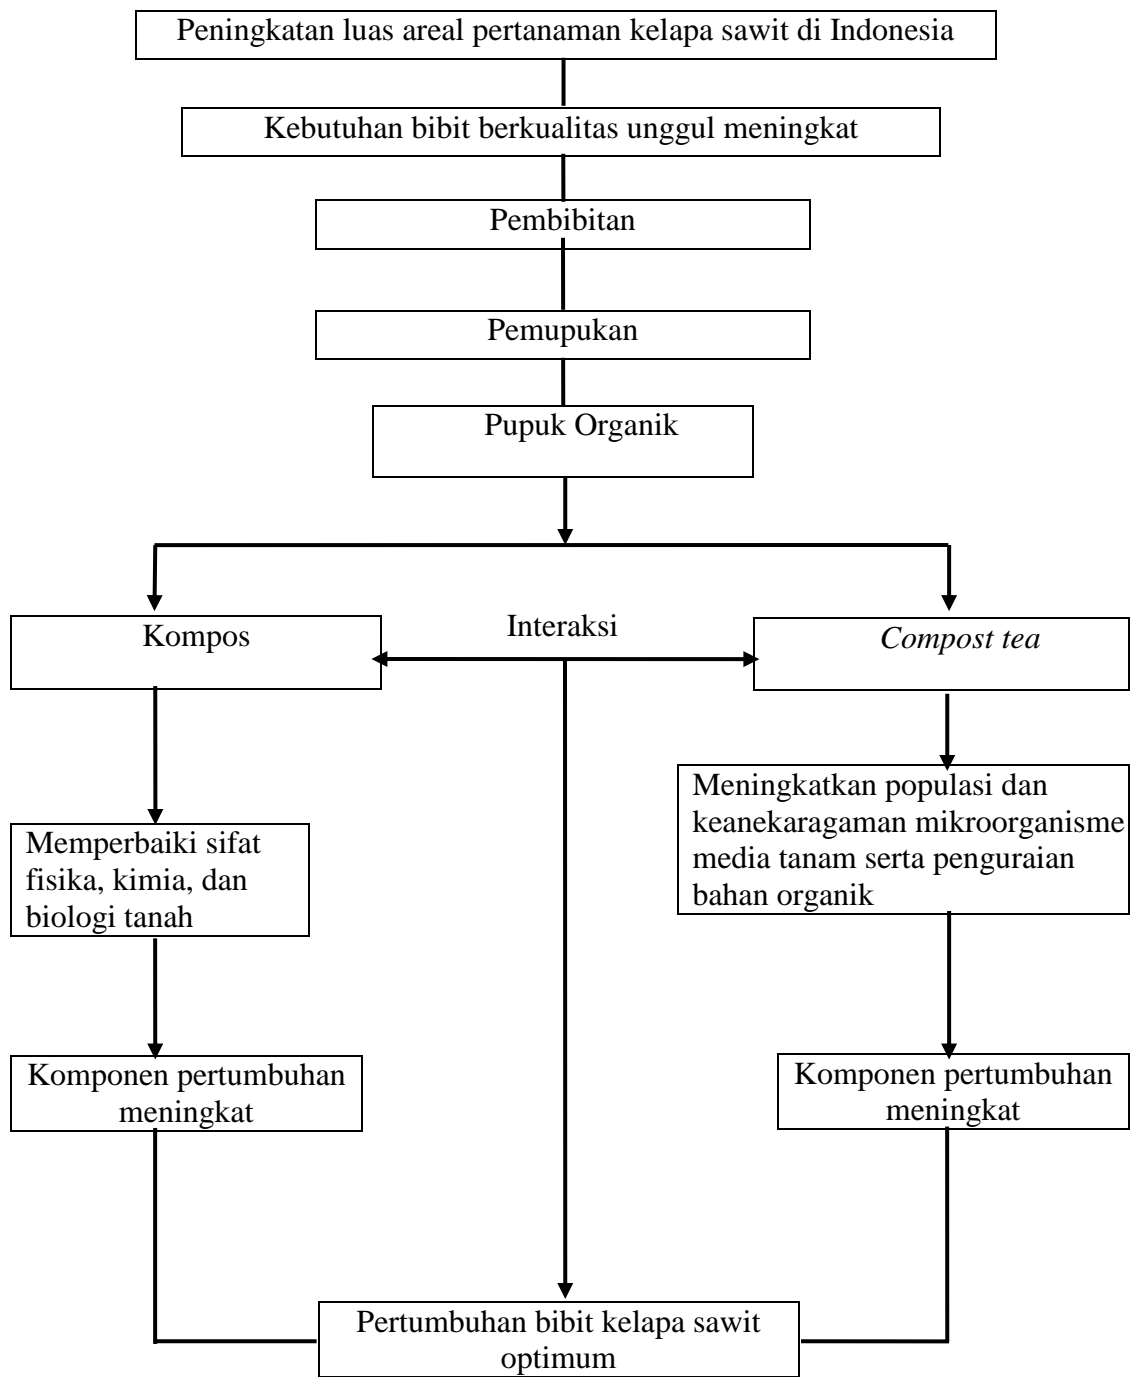 Peningkatan luas areal pertanaman kelapa sawit di Indonesia
Kebutuhan bibit berkualitas unggul meningkat
Pembibitan
Pemupukan
Pupuk Organik
Kompos
Interaksi
Compost tea
Memperbaiki sifat
fisika, kimia, dan
biologi tanah
Meningkatkan populasi dan
keanekaragaman mikroorganisme
media tanam serta penguraian
bahan organik
Komponen pertumbuhan
meningkat
Komponen pertumbuhan
meningkat
Pertumbuhan bibit kelapa sawit
optimum